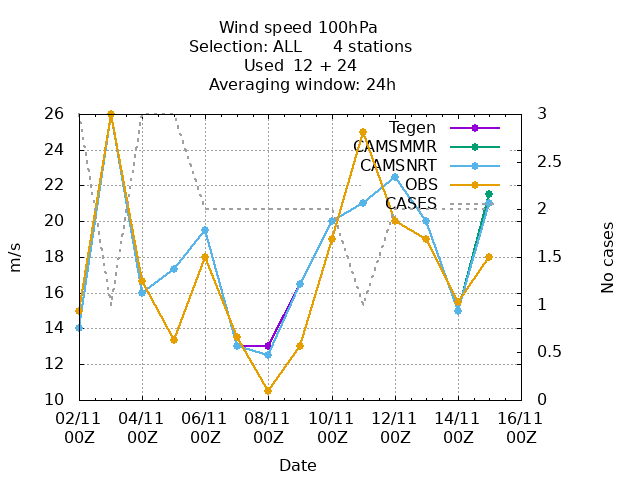 Wind speed 100hPa
Selection: ALL 4 stations
Used 12 + 24
Averaging window: 24h
26
24
22
20
18
16
14
12
10
m/s
3
2.5
2
1.5
1
0.5
0
No cases
Tegen
CAMSMMR
CAMSNRT
OBS
CASES
02/11 04/11 06/11 08/11 10/11 12/11 14/11 16/11
00Z 00Z 00Z 00Z 00Z 00Z 00Z 00Z
Date